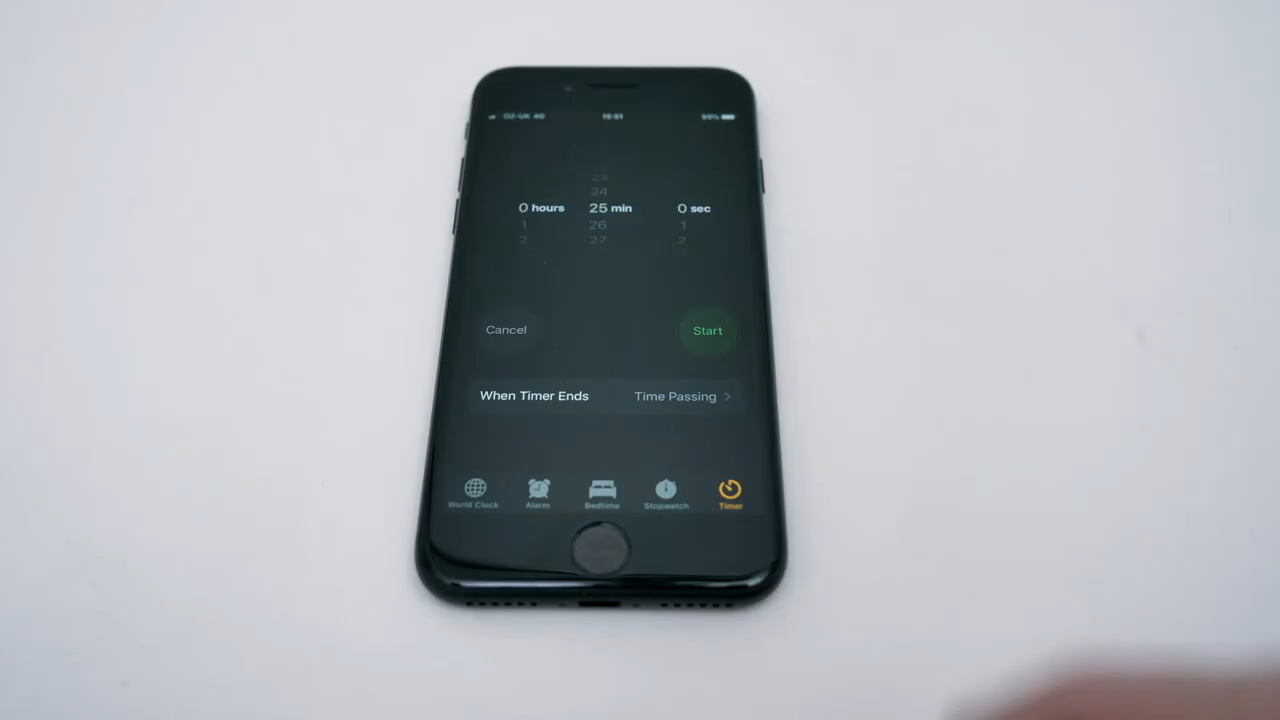 O2-UK 4G 15:51 99%
23
24
0 hours 25 min 0 sec
1 26 1
2 27 2
Cancel Start
When Timer Ends Time Passing
World Clock Alarm Bedtime Stopwatch Timer